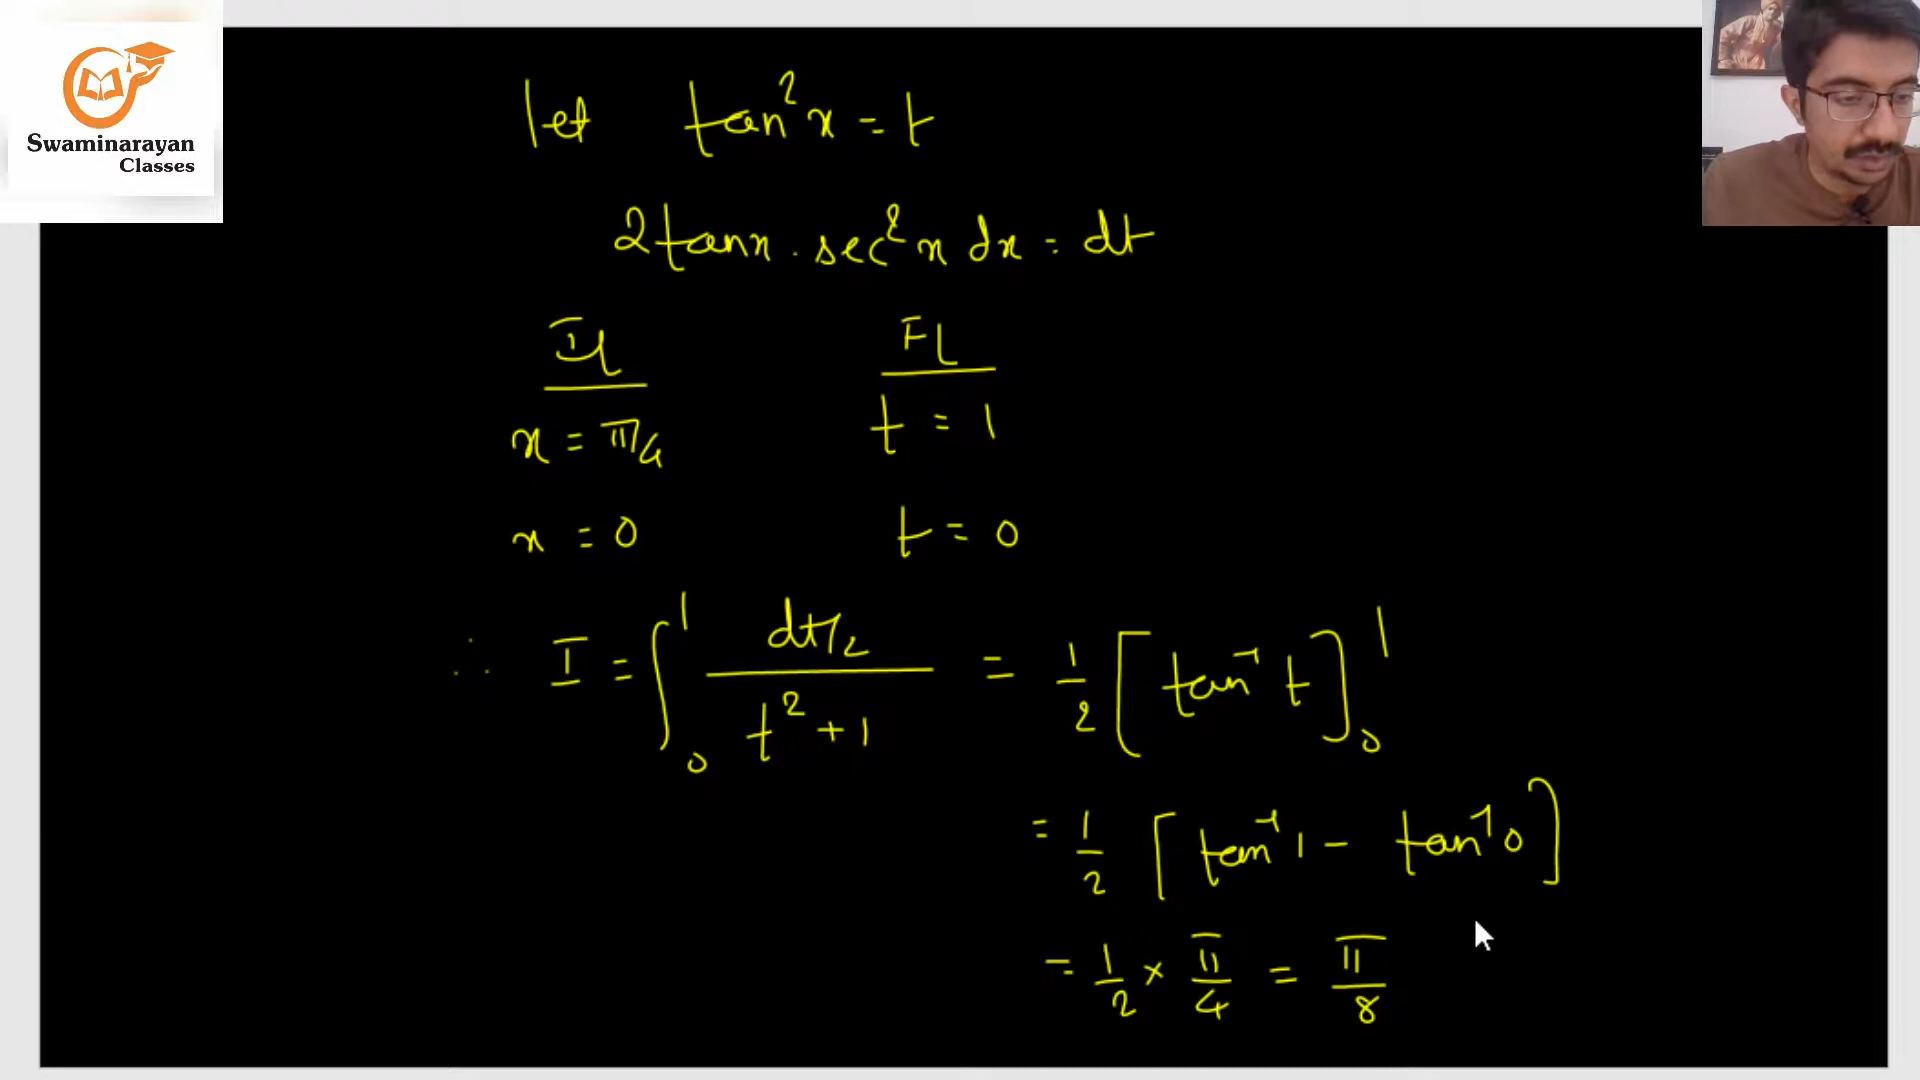 Swaminarayan
Classes
let tan²x = t
2tanx . sec²x dx = dt
IL FL
x = π/4 t = 1
x = 0 t = 0
∴ I = ∫₀¹ (dt/2)/(t²+1) = 1/2 [tan⁻¹ t]₀¹
= 1/2 [tan⁻¹1 - tan⁻¹0]
= 1/2 × π/4 = π/8